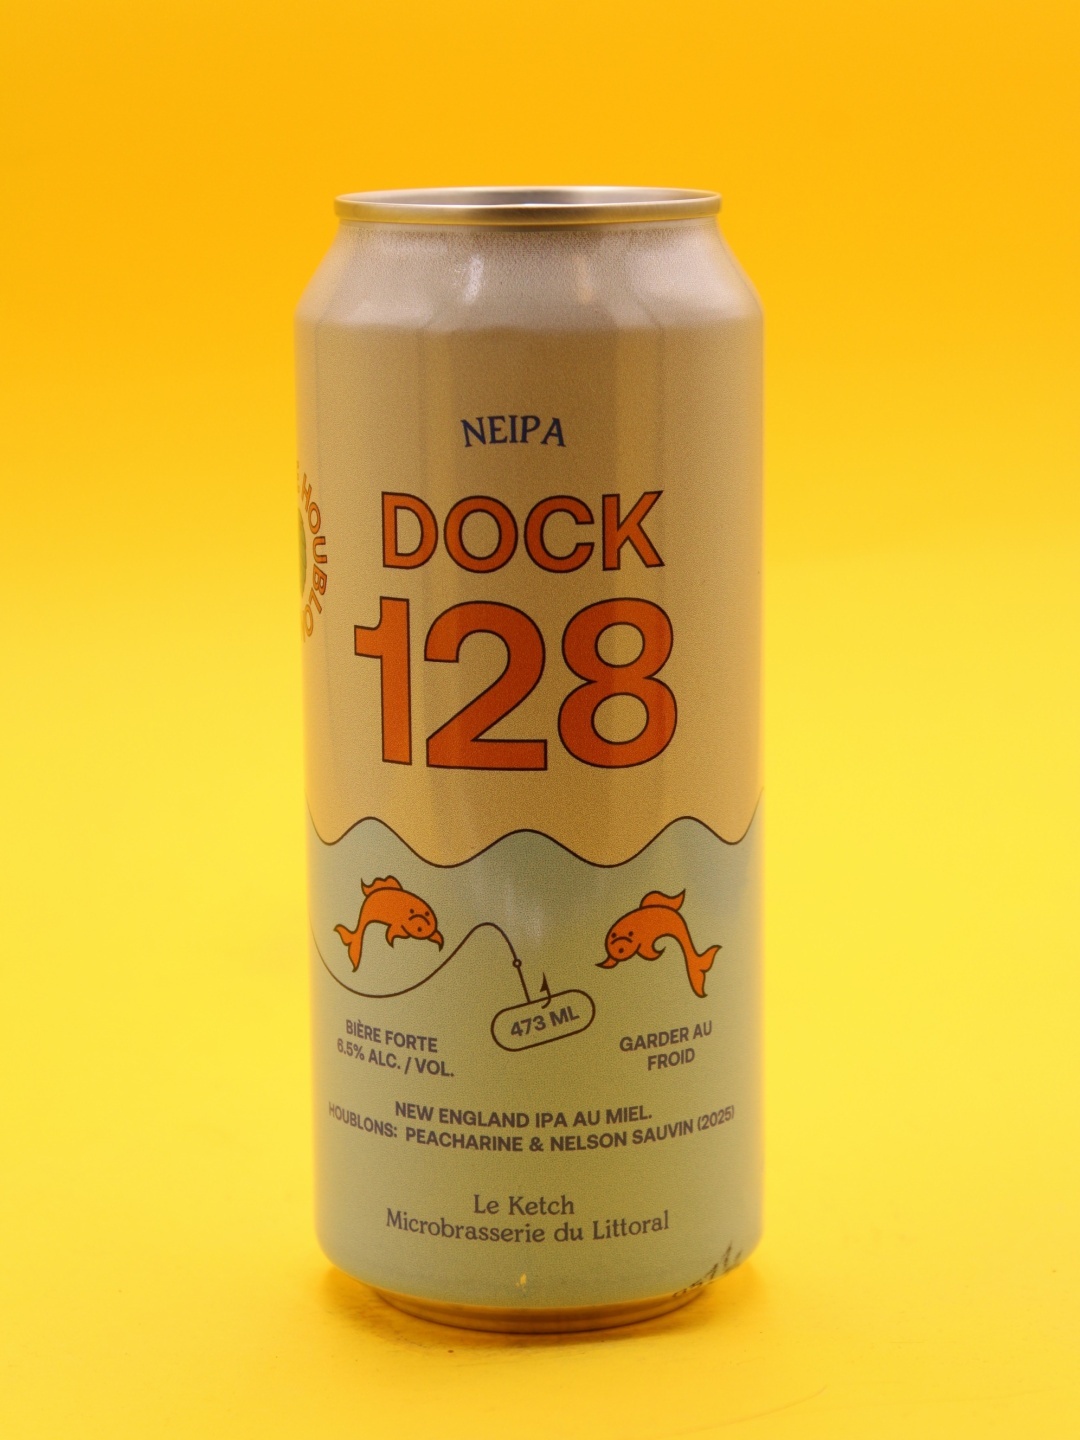 NEIPA
DOCK
128
HOUBLO
473 ML
BIÈRE FORTE
6.5% ALC. / VOL.
GARDER AU
FROID
NEW ENGLAND IPA AU MIEL.
HOUBLONS: PEACHARINE & NELSON SAUVIN (2025)
Le Ketch
Microbrasserie du Littoral